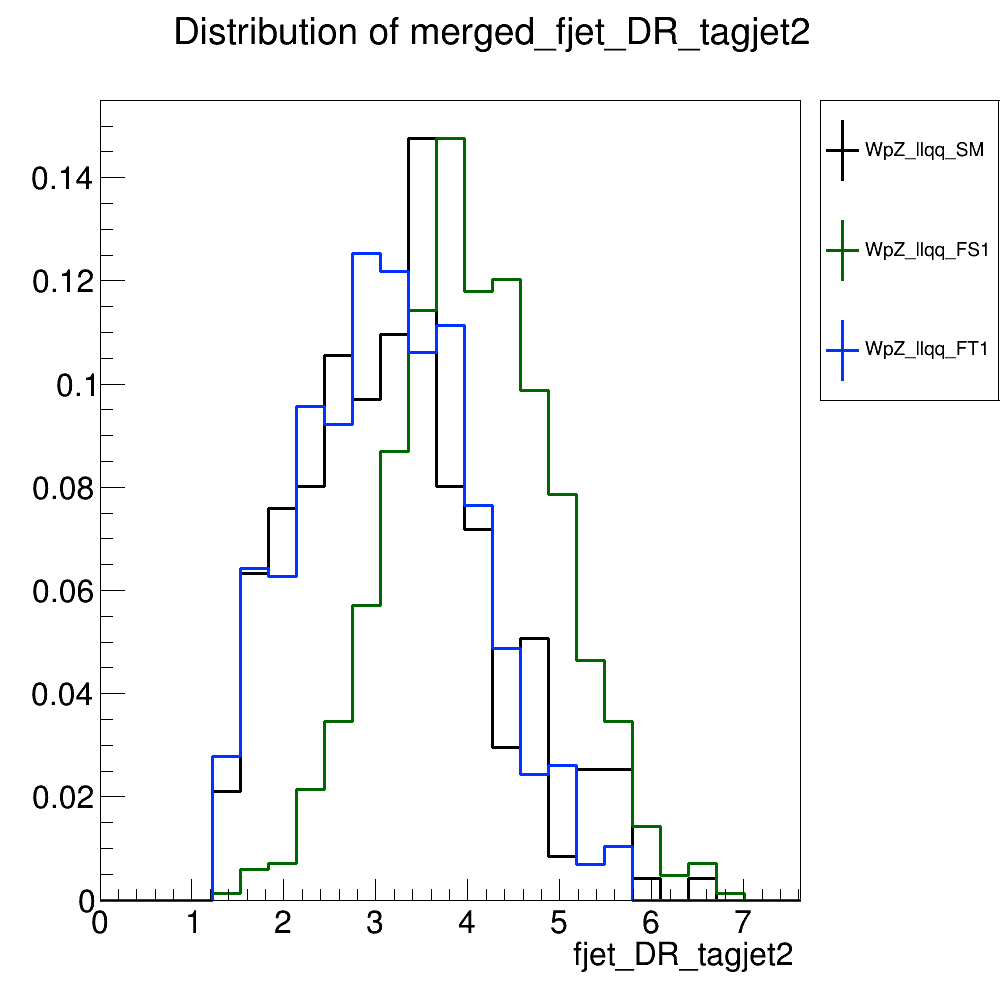 Distribution of merged_fjet_DR_tagjet2
WpZ_llqq_SM
WpZ_llqq_FS1
WpZ_llqq_FT1
0.14
0.12
0.1
0.08
0.06
0.04
0.02
0
0 1 2 3 4 5 6 7
fjet_DR_tagjet2